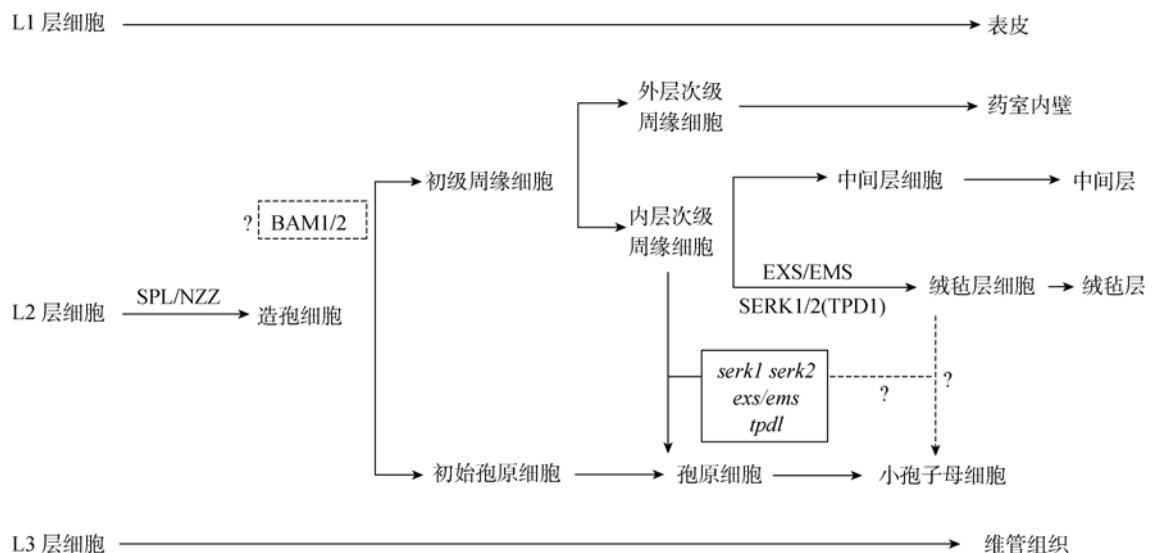 L1 层细胞
表皮
外层次级
周缘细胞
药室内壁
初级周缘细胞
中间层细胞
中间层
? BAM1/2
内层次级
周缘细胞
EXS/EMS
SERK1/2(TPD1)
绒毡层细胞
绒毡层
L2 层细胞
SPL/NZZ
造孢细胞
serk1 serk2
exs/ems
tpdl
?
?
初始孢原细胞
孢原细胞
小孢子母细胞
L3 层细胞
维管组织